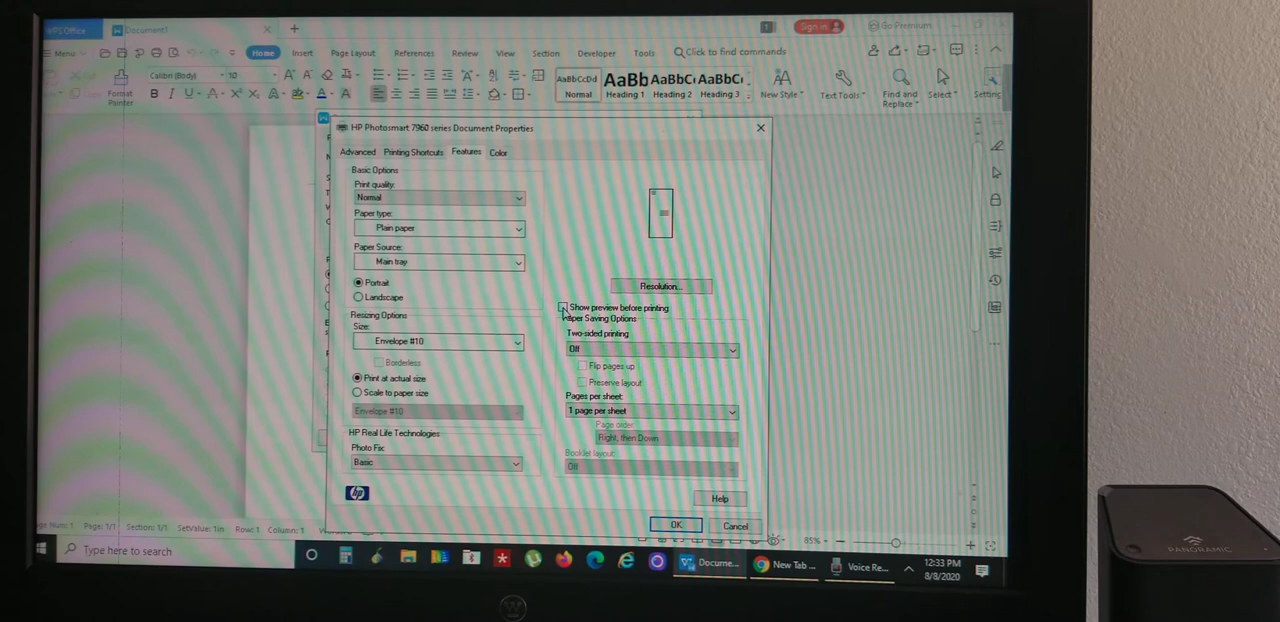 WPS Office
Document1
1
Sign in
Go Premium
Menu
Home
Insert
Page Layout
References
Review
View
Section
Developer
Tools
Click to find commands
Calibri (Body)
10
Format
Painter
AaBbCcDd
Normal
AaBb
Heading 1
AaBbC
Heading 2
AaBbC
Heading 3
New Style
Text Tools
Find and
Replace
Select
Setting
HP Photosmart 7960 series Document Properties
Advanced
Printing Shortcuts
Features
Color
Basic Options
Print quality:
Normal
Paper type:
Plain paper
Paper Source:
Main tray
Portrait
Landscape
Resizing Options
Size:
Envelope #10
Borderless
Print at actual size
Scale to paper size
Envelope #10
HP Real Life Technologies
Photo Fix:
Basic
hp
Resolution...
Show preview before printing
Paper Saving Options
Two-sided printing
Off
Flip pages up
Preserve layout
Pages per sheet:
1 page per sheet
Page order:
Right, then Down
Booklet layout:
Off
Help
OK
Cancel
ge Num: 1
Page: 1/1
Section: 1/1
SetValue: 1in
Row: 1
Column: 1
85%
Type here to search
Docume...
New Tab ...
Voice Re...
12:33 PM
8/8/2020
PANORAMIC